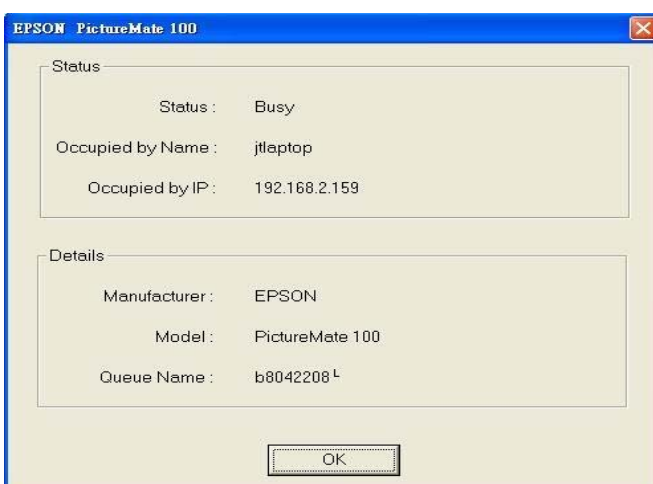 EPSON PictureMate 100
Status
Status : Busy
Occupied by Name : jtlaptop
Occupied by IP : 192.168.2.159
Details
Manufacturer : EPSON
Model : PictureMate 100
Queue Name : b8042208└
OK